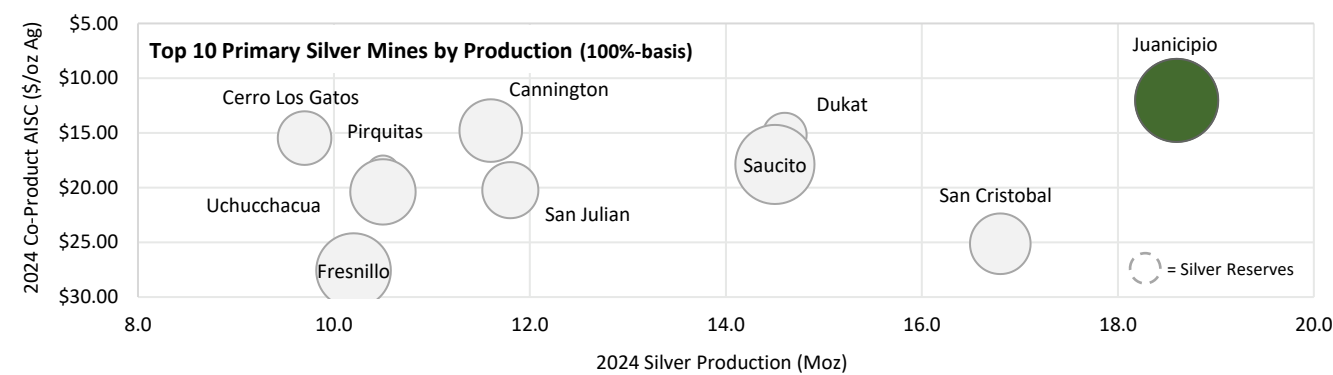 $5.00
Top 10 Primary Silver Mines by Production (100%-basis)
Juanicipio
$10.00
Cannington
Cerro Los Gatos
Dukat
Pirquitas
$15.00
Saucito
$20.00
San Cristobal
Uchucchacua
San Julian
$25.00
Fresnillo
= Silver Reserves
$30.00
8.0 10.0 12.0 14.0 16.0 18.0 20.0
2024 Silver Production (Moz)
2024 Co-Product AISC ($/oz Ag)